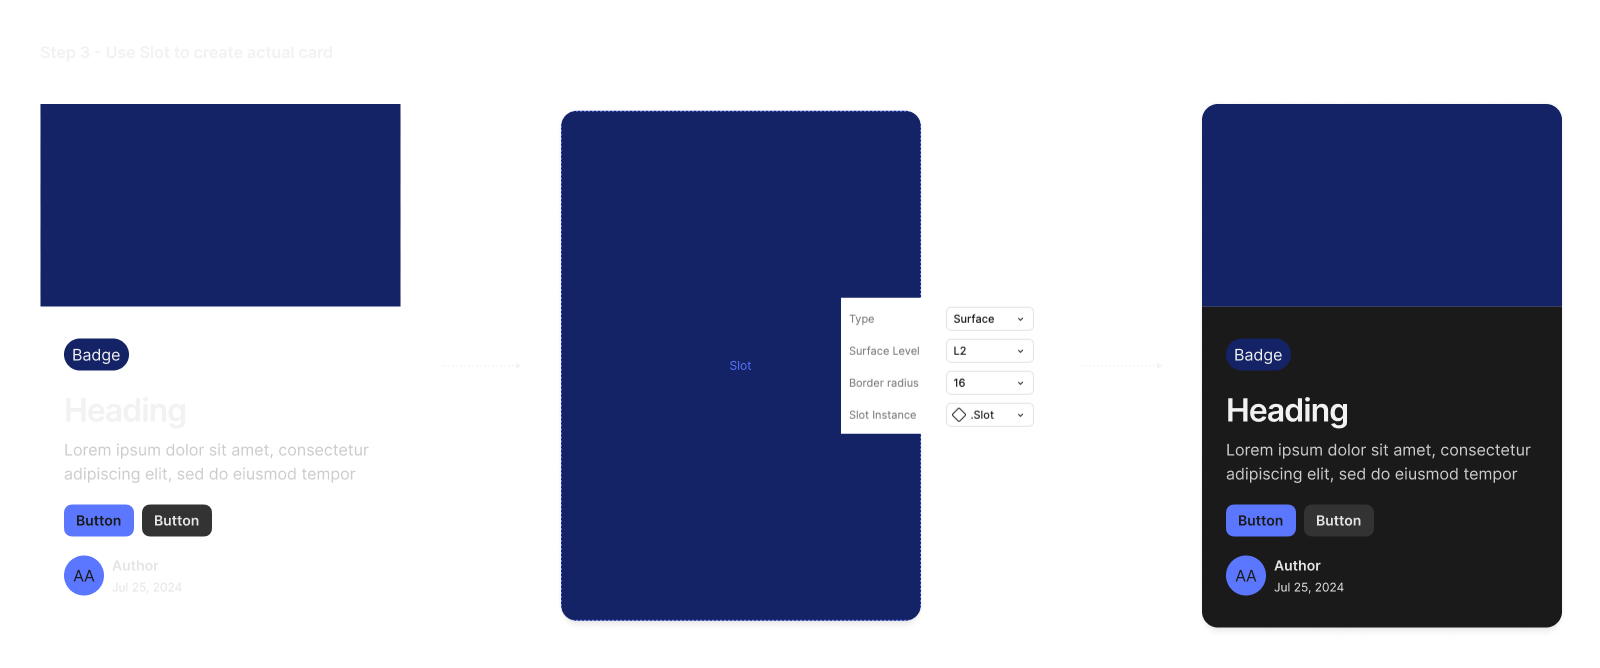 Step 3 - Use Slot to create actual card
Badge
Heading
Lorem ipsum dolor sit amet, consectetur
adipiscing elit, sed do eiusmod tempor
Button Button
AA
Author
Jul 25, 2024
Slot
Type Surface
Surface Level L2
Border radius 16
Slot Instance .Slot
Badge
Heading
Lorem ipsum dolor sit amet, consectetur
adipiscing elit, sed do eiusmod tempor
Button Button
AA
Author
Jul 25, 2024